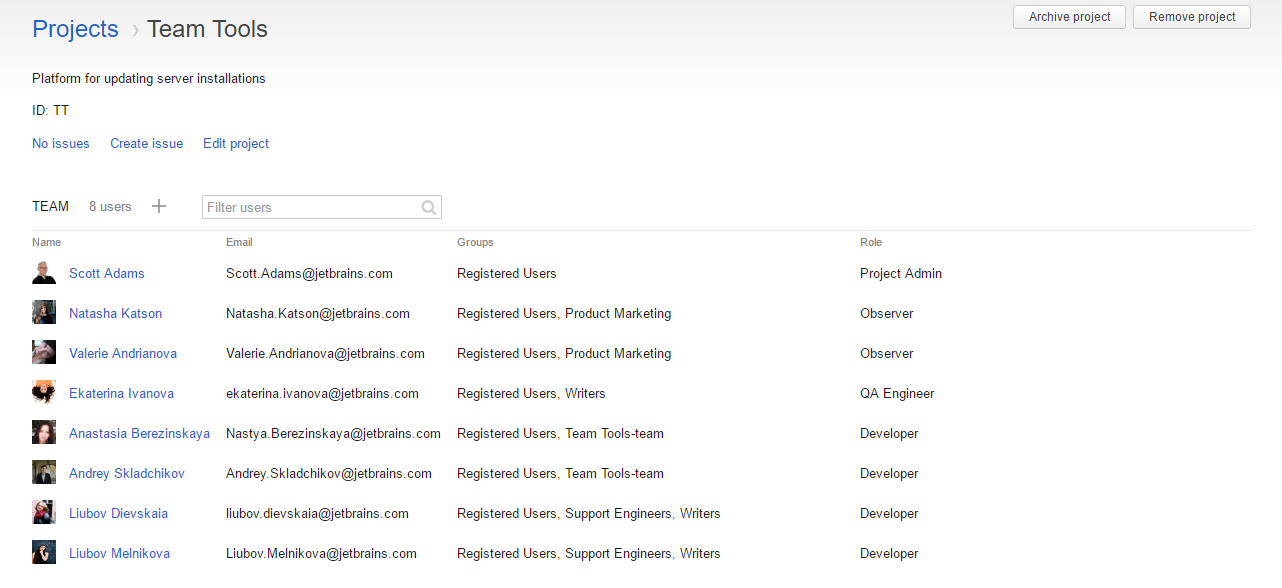 Projects › Team Tools
Archive project Remove project
Platform for updating server installations
ID: TT
No issues Create issue Edit project
TEAM 8 users + Filter users
Name Email Groups Role
Scott Adams Scott.Adams@jetbrains.com Registered Users Project Admin
Natasha Katson Natasha.Katson@jetbrains.com Registered Users, Product Marketing Observer
Valerie Andrianova Valerie.Andrianova@jetbrains.com Registered Users, Product Marketing Observer
Ekaterina Ivanova ekaterina.ivanova@jetbrains.com Registered Users, Writers QA Engineer
Anastasia Berezinskaya Nastya.Berezinskaya@jetbrains.com Registered Users, Team Tools-team Developer
Andrey Skladchikov Andrey.Skladchikov@jetbrains.com Registered Users, Team Tools-team Developer
Liubov Dievskaia liubov.dievskaia@jetbrains.com Registered Users, Support Engineers, Writers Developer
Liubov Melnikova Liubov.Melnikova@jetbrains.com Registered Users, Support Engineers, Writers Developer